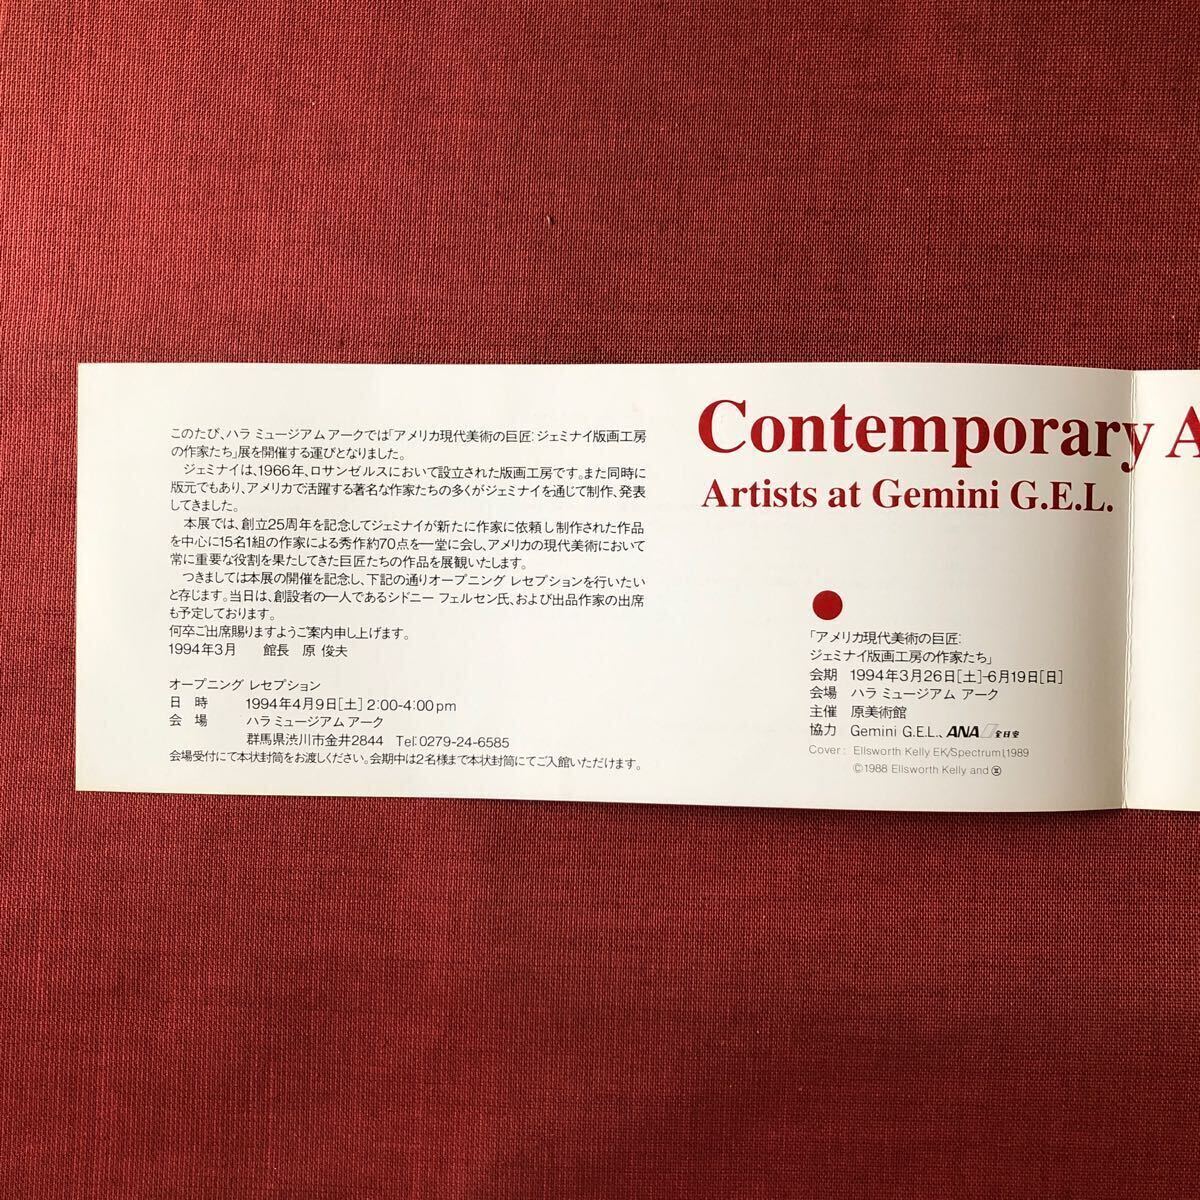 このたび、ハラ ミュージアム アークでは「アメリカ現代美術の巨匠: ジェミナイ版画工房
の作家たち」展を開催する運びとなりました。
ジェミナイは、1966年、ロサンゼルスにおいて設立された版画工房です。また同時に
版元でもあり、アメリカで活躍する著名な作家たちの多くがジェミナイを通じて制作、発表
してきました。
本展では、創立25周年を記念してジェミナイが新たに作家に依頼し制作された作品
を中心に15名1組の作家による秀作約70点を一堂に会し、アメリカの現代美術において
常に重要な役割を果たしてきた巨匠たちの作品を展観いたします。
つきましては本展の開催を記念し、下記の通りオープニング レセプションを行いたい
と存じます。当日は、創設者の一人であるシドニー フェルセン氏、および出品作家の出席
も予定しております。
何卒ご出席賜りますようご案内申し上げます。
1994年3月 館長 原 俊夫
オープニング レセプション
日 時 1994年4月9日[土] 2:00-4:00pm
会 場 ハラ ミュージアム アーク
群馬県渋川市金井2844 Tel:0279-24-6585
会場受付にて本状封筒をお渡しください。会期中は2名様まで本状封筒にてご入館いただけます。
Contemporary A
Artists at Gemini G.E.L.
「アメリカ現代美術の巨匠:
ジェミナイ版画工房の作家たち」
会期 1994年3月26日[土]-6月19日[日]
会場 ハラ ミュージアム アーク
主催 原美術館
協力 Gemini G.E.L.、ANA 全日空
Cover: Ellsworth Kelly EK/Spectrum I,1989
©1988 Ellsworth Kelly and